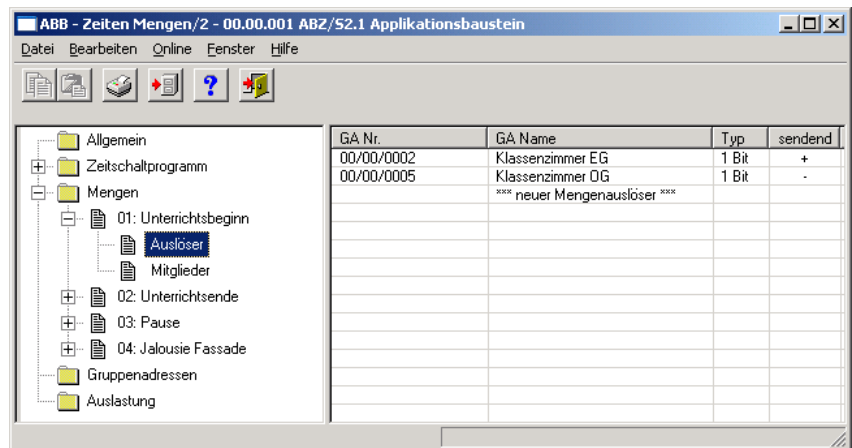 ABB - Zeiten Mengen/2 - 00.00.001 ABZ/S2.1 Applikationsbaustein
Datei Bearbeiten Online Fenster Hilfe
Allgemein
Zeitschaltprogramm
Mengen
01: Unterrichtsbeginn
Auslöser
Mitglieder
02: Unterrichtsende
03: Pause
04: Jalousie Fassade
Gruppenadressen
Auslastung
GA Nr. GA Name Typ sendend
00/00/0002 Klassenzimmer EG 1 Bit +
00/00/0005 Klassenzimmer OG 1 Bit -
*** neuer Mengenauslöser ***